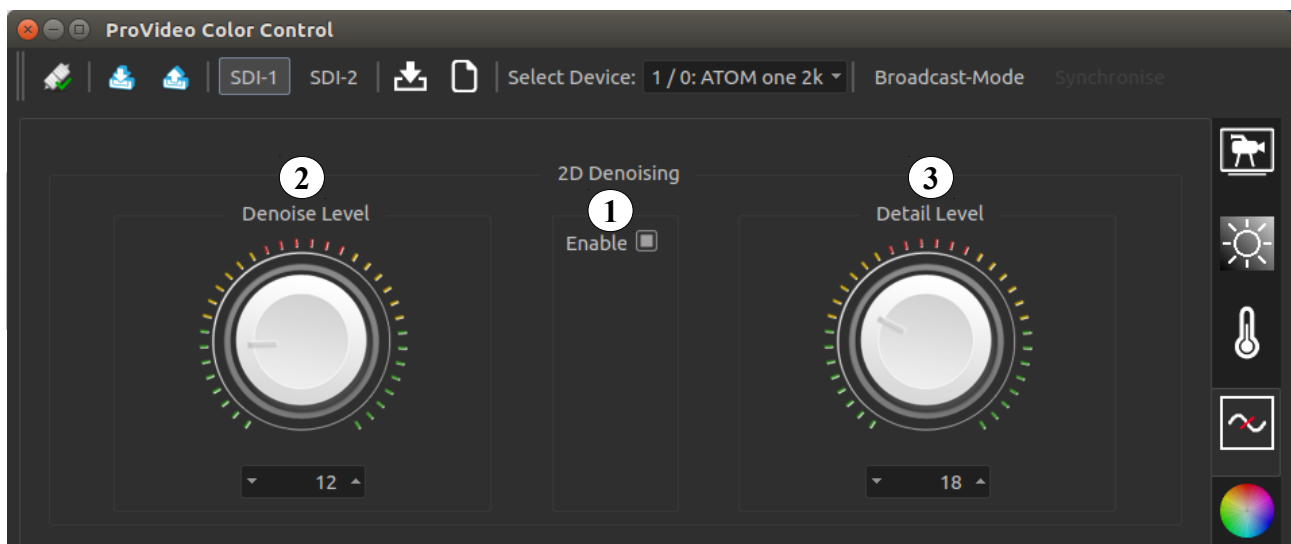 ProVideo Color Control
SDI-1 SDI-2 Select Device: 1 / 0: ATOM one 2k Broadcast-Mode Synchronise
2D Denoising
2 1 3
Denoise Level Detail Level
Enable
12 18